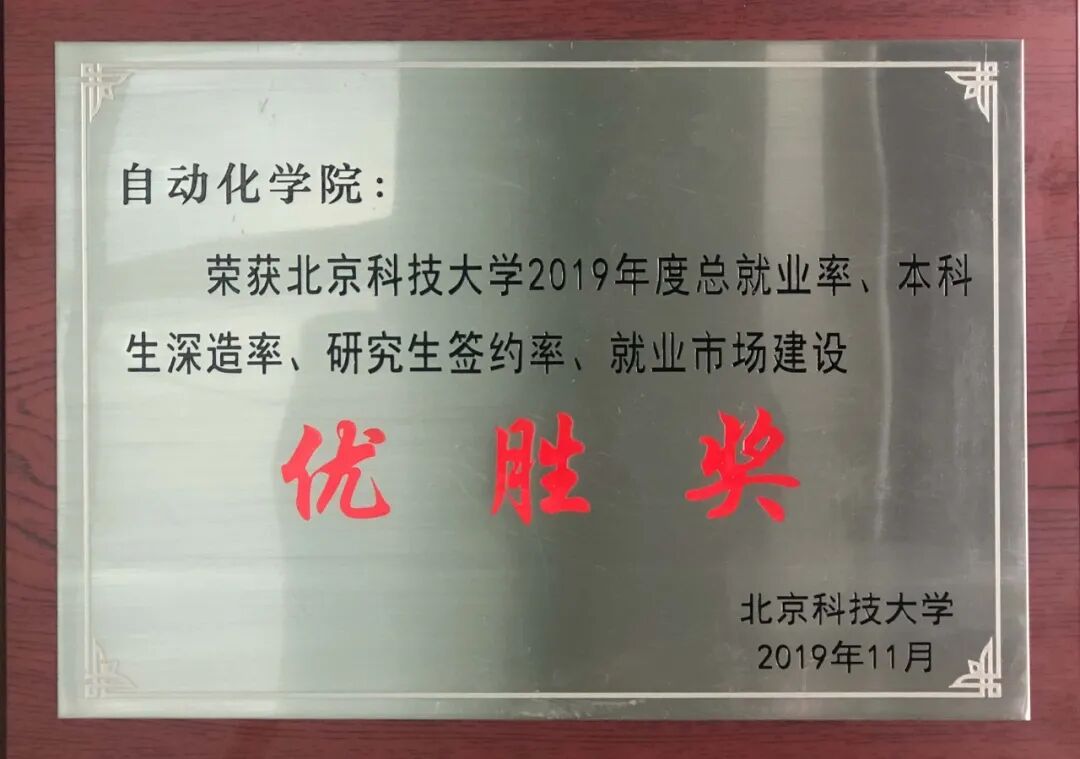 自动化学院：
荣获北京科技大学2019年度总就业率、本科
生深造率、研究生签约率、就业市场建设
优胜奖
北京科技大学
2019年11月